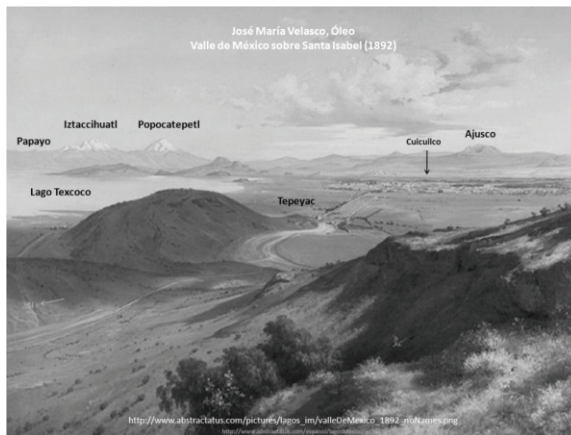 José María Velasco, Óleo
Valle de México sobre Santa Isabel (1892)
Iztaccihuatl
Popocatepetl
Papayo
Cuicuilco
Ajusco
Lago Texcoco
Tepeyac
http://www.abstractatus.com/pictures/lagos_im/valleDeMexico_1892_noNames.png